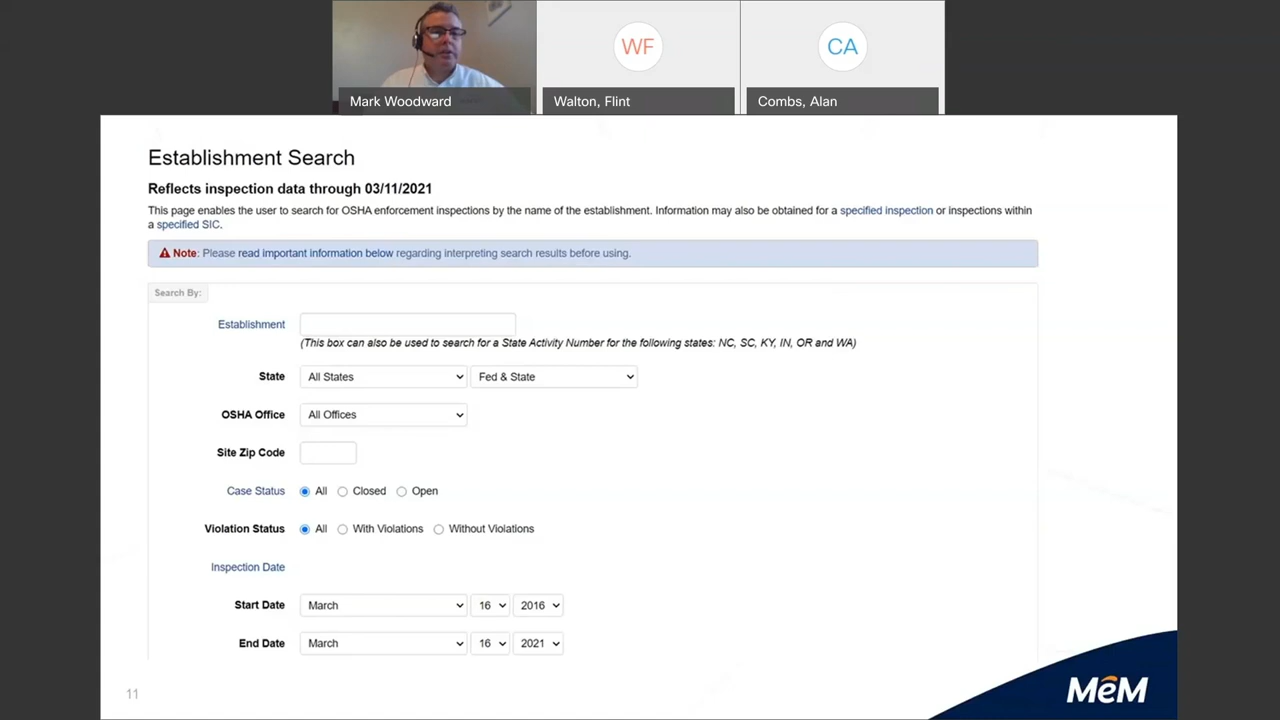 WF
CA
Mark Woodward
Walton, Flint
Combs, Alan
Establishment Search
Reflects inspection data through 03/11/2021
This page enables the user to search for OSHA enforcement inspections by the name of the establishment. Information may also be obtained for a specified inspection or inspections within
a specified SIC.
Note: Please read important information below regarding interpreting search results before using.
Search By:
Establishment
(This box can also be used to search for a State Activity Number for the following states: NC, SC, KY, IN, OR and WA)
State All States Fed & State
OSHA Office All Offices
Site Zip Code
Case Status All Closed Open
Violation Status All With Violations Without Violations
Inspection Date
Start Date March 16 2016
End Date March 16 2021
11
MēM